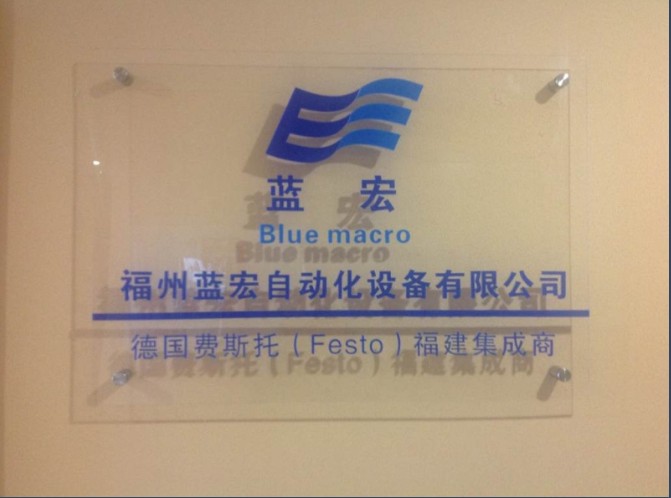 蓝 宏
Blue macro
福州蓝宏自动化设备有限公司
德国费斯托（Festo）福建集成商